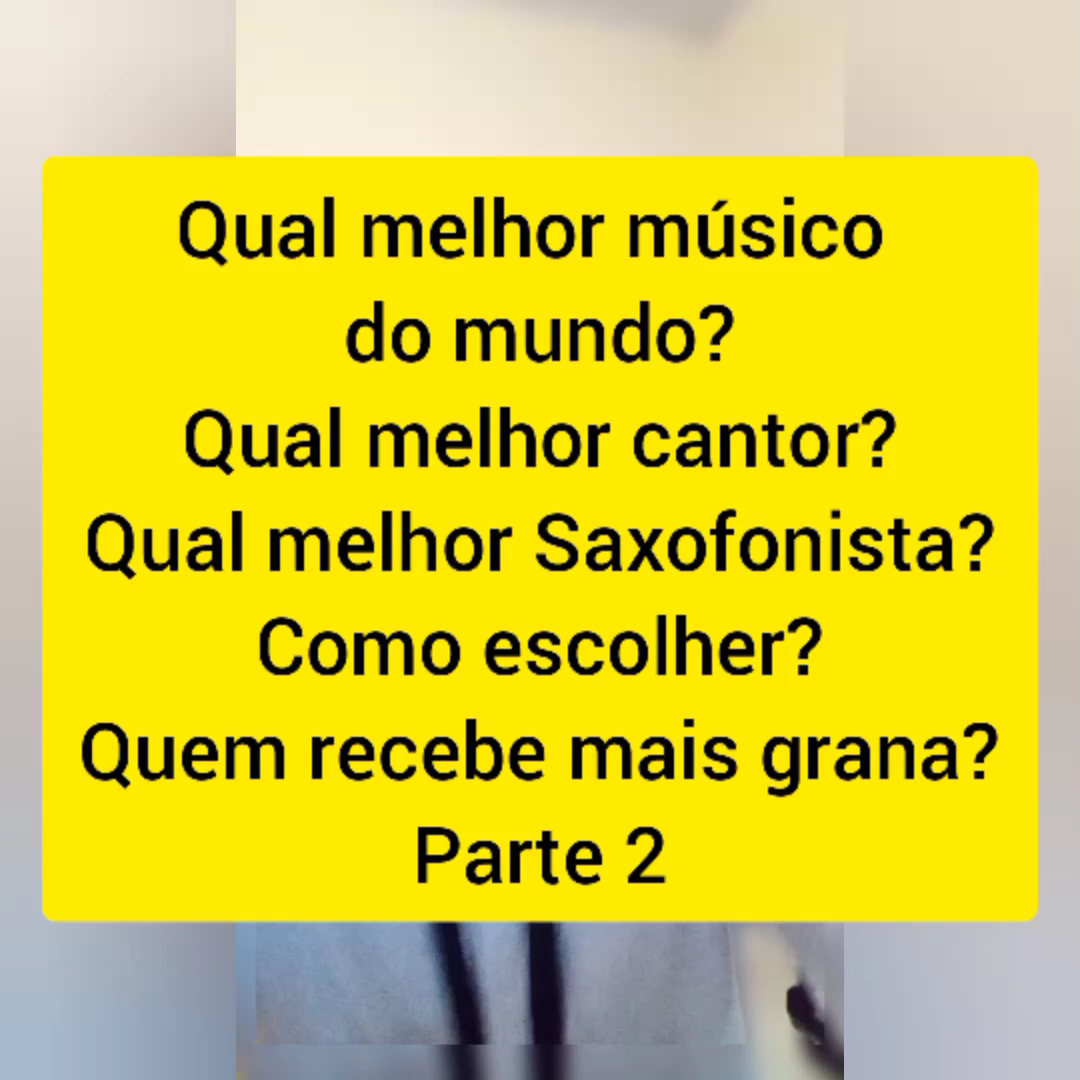 Qual melhor músico
do mundo?
Qual melhor cantor?
Qual melhor Saxofonista?
Como escolher?
Quem recebe mais grana?
Parte 2